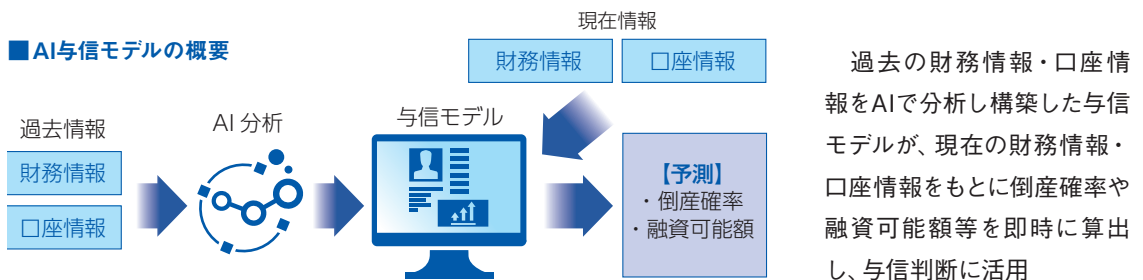 ■AI与信モデルの概要
現在情報
財務情報
口座情報
過去情報
財務情報
口座情報
AI 分析
与信モデル
【予測】
・倒産確率
・融資可能額
過去の財務情報・口座情
報をAIで分析し構築した与信
モデルが、現在の財務情報・
口座情報をもとに倒産確率や
融資可能額等を即時に算出
し、与信判断に活用